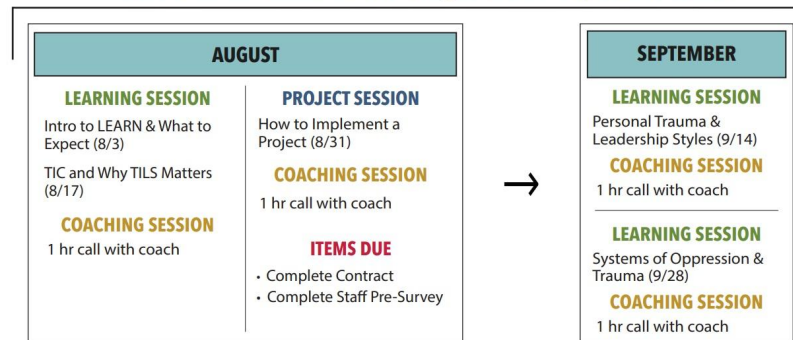 AUGUST
LEARNING SESSION
Intro to LEARN & What to
Expect (8/3)
TIC and Why TILS Matters
(8/17)
COACHING SESSION
1 hr call with coach
PROJECT SESSION
How to Implement a
Project (8/31)
COACHING SESSION
1 hr call with coach
ITEMS DUE
• Complete Contract
• Complete Staff Pre-Survey
→
SEPTEMBER
LEARNING SESSION
Personal Trauma &
Leadership Styles (9/14)
COACHING SESSION
1 hr call with coach
LEARNING SESSION
Systems of Oppression &
Trauma (9/28)
COACHING SESSION
1 hr call with coach